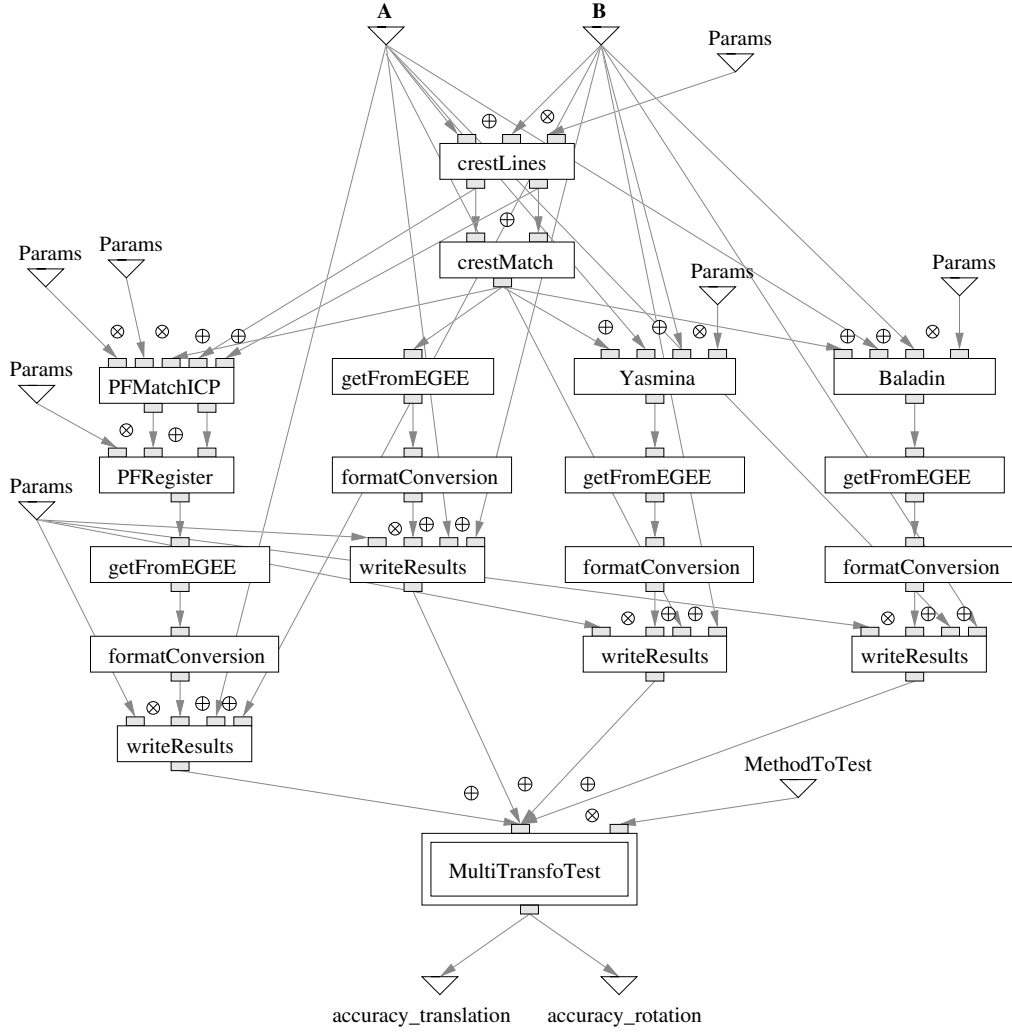 A
B
Params
crestLines
crestMatch
Params
Params
Params
Params
Params
PFMatchICP
getFromEGEE
Yasmina
Baladin
Params
PFRegister
formatConversion
getFromEGEE
getFromEGEE
getFromEGEE
writeResults
formatConversion
formatConversion
formatConversion
writeResults
writeResults
writeResults
MethodToTest
MultiTransfoTest
accuracy_translation
accuracy_rotation